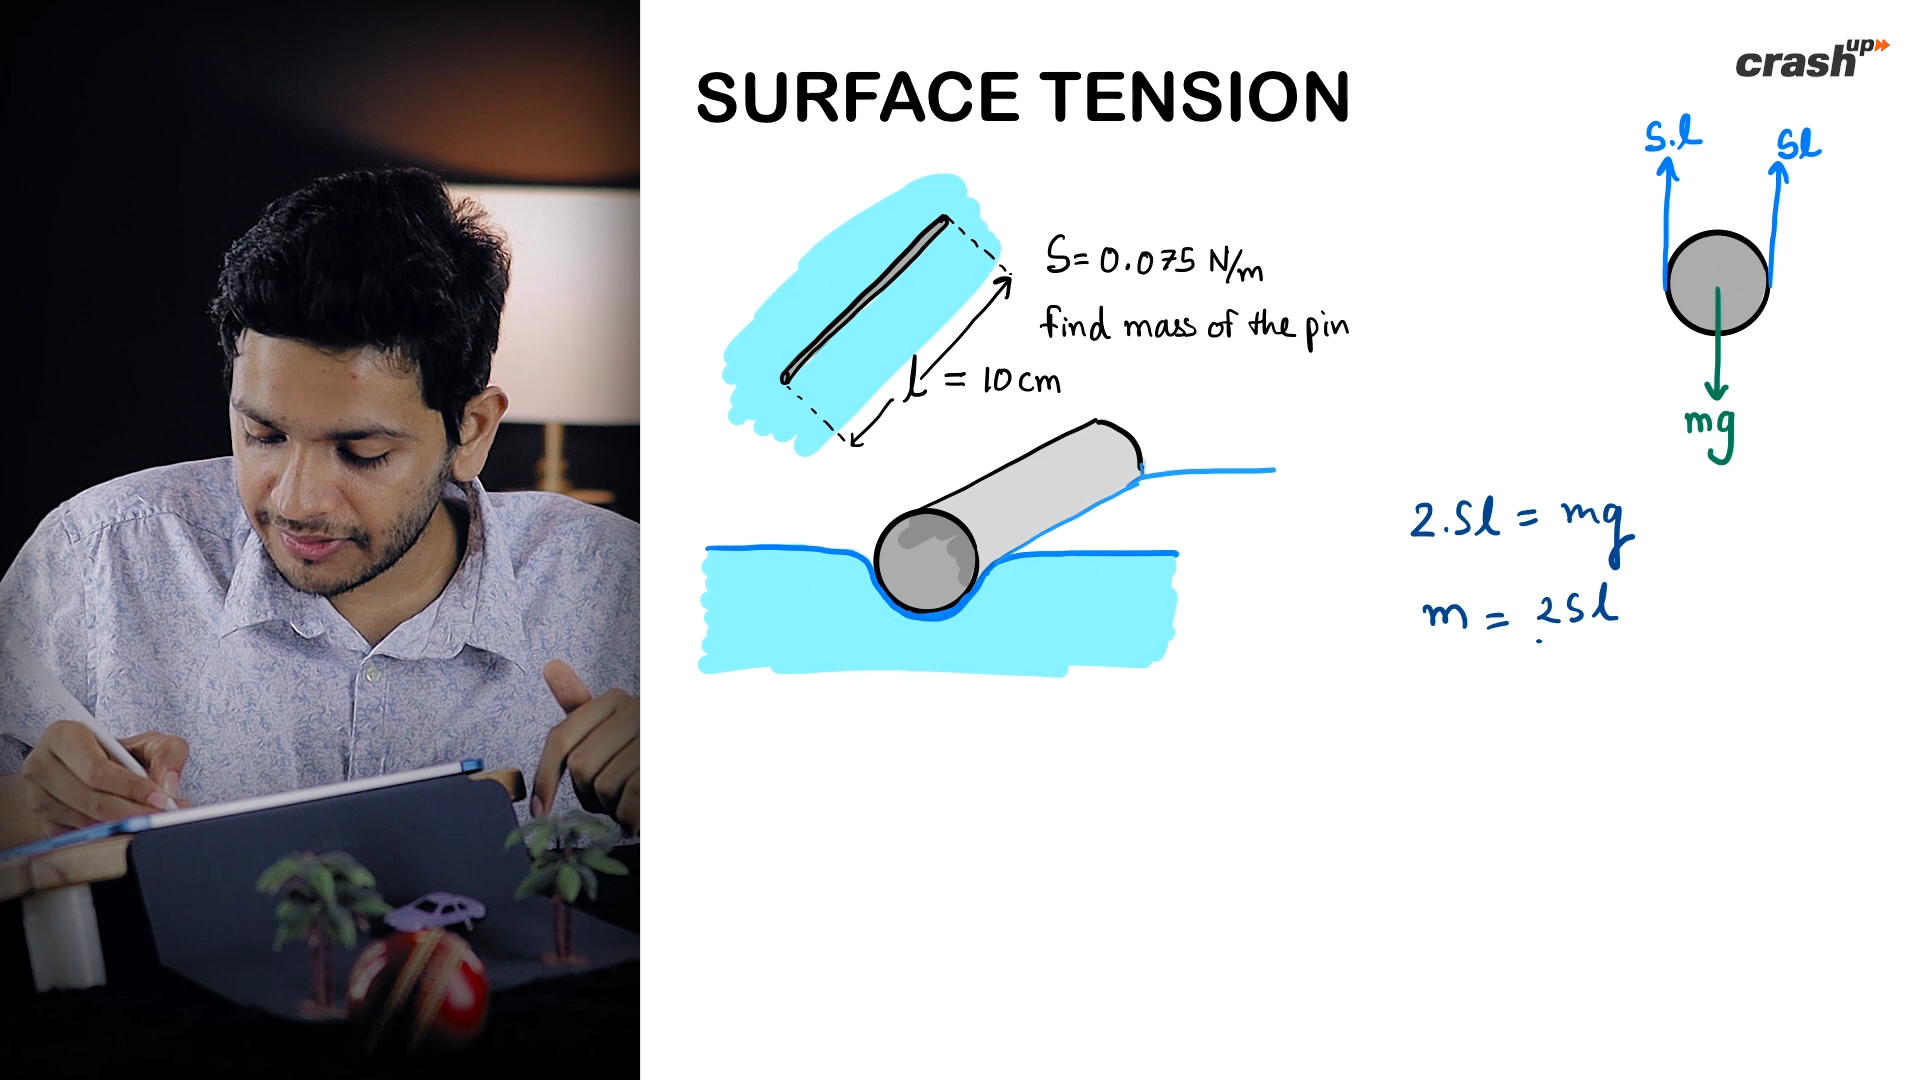 crashup
SURFACE TENSION
S.l
Sl
S= 0.075 N/m
find mass of the pin
l = 10 cm
mg
2.Sl = mg
m = 2Sl